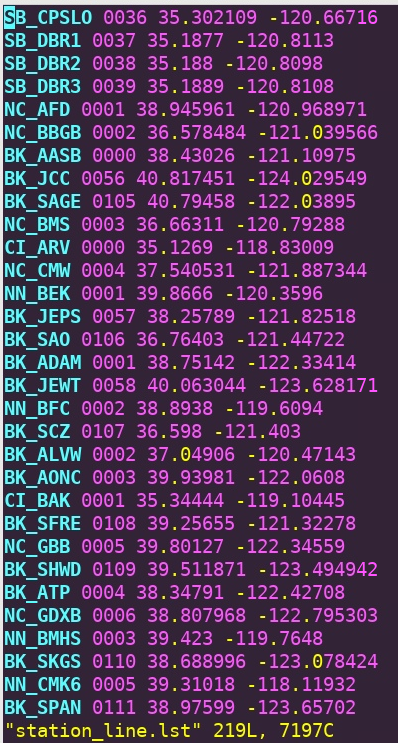 SB_CPSLO 0036 35.302109 -120.66716
SB_DBR1 0037 35.1877 -120.8113
SB_DBR2 0038 35.188 -120.8098
SB_DBR3 0039 35.1889 -120.8108
NC_AFD 0001 38.945961 -120.968971
NC_BBGB 0002 36.578484 -121.039566
BK_AASB 0000 38.43026 -121.10975
BK_JCC 0056 40.817451 -124.029549
BK_SAGE 0105 40.79458 -122.03895
NC_BMS 0003 36.66311 -120.79288
CI_ARV 0000 35.1269 -118.83009
NC_CMW 0004 37.540531 -121.887344
NN_BEK 0001 39.8666 -120.3596
BK_JEPS 0057 38.25789 -121.82518
BK_SAO 0106 36.76403 -121.44722
BK_ADAM 0001 38.75142 -122.33414
BK_JEWT 0058 40.063044 -123.628171
NN_BFC 0002 38.8938 -119.6094
BK_SCZ 0107 36.598 -121.403
BK_ALVW 0002 37.04906 -120.47143
BK_AONC 0003 39.93981 -122.0608
CI_BAK 0001 35.34444 -119.10445
BK_SFRE 0108 39.25655 -121.32278
NC_GBB 0005 39.80127 -122.34559
BK_SHWD 0109 39.511871 -123.494942
BK_ATP 0004 38.34791 -122.42708
NC_GDXB 0006 38.807968 -122.795303
NN_BMHS 0003 39.423 -119.7648
BK_SKGS 0110 38.688996 -123.078424
NN_CMK6 0005 39.31018 -118.11932
BK_SPAN 0111 38.97599 -123.65702
"station_line.lst" 219L, 7197C